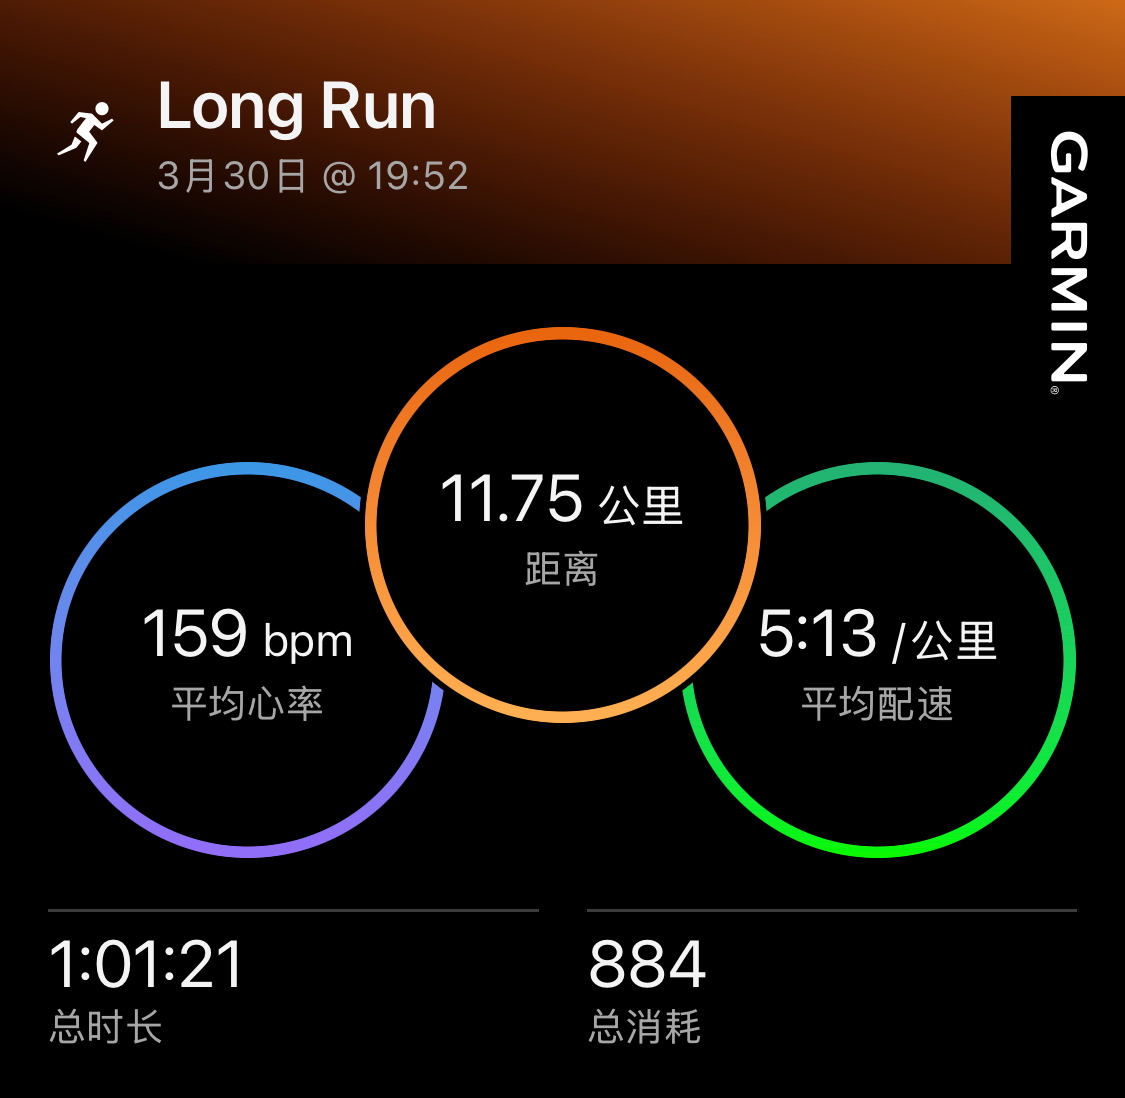 Long Run
3月30日 @ 19:52
GARMIN®
11.75 公里
距离
159 bpm
平均心率
5:13 /公里
平均配速
1:01:21
总时长
884
总消耗